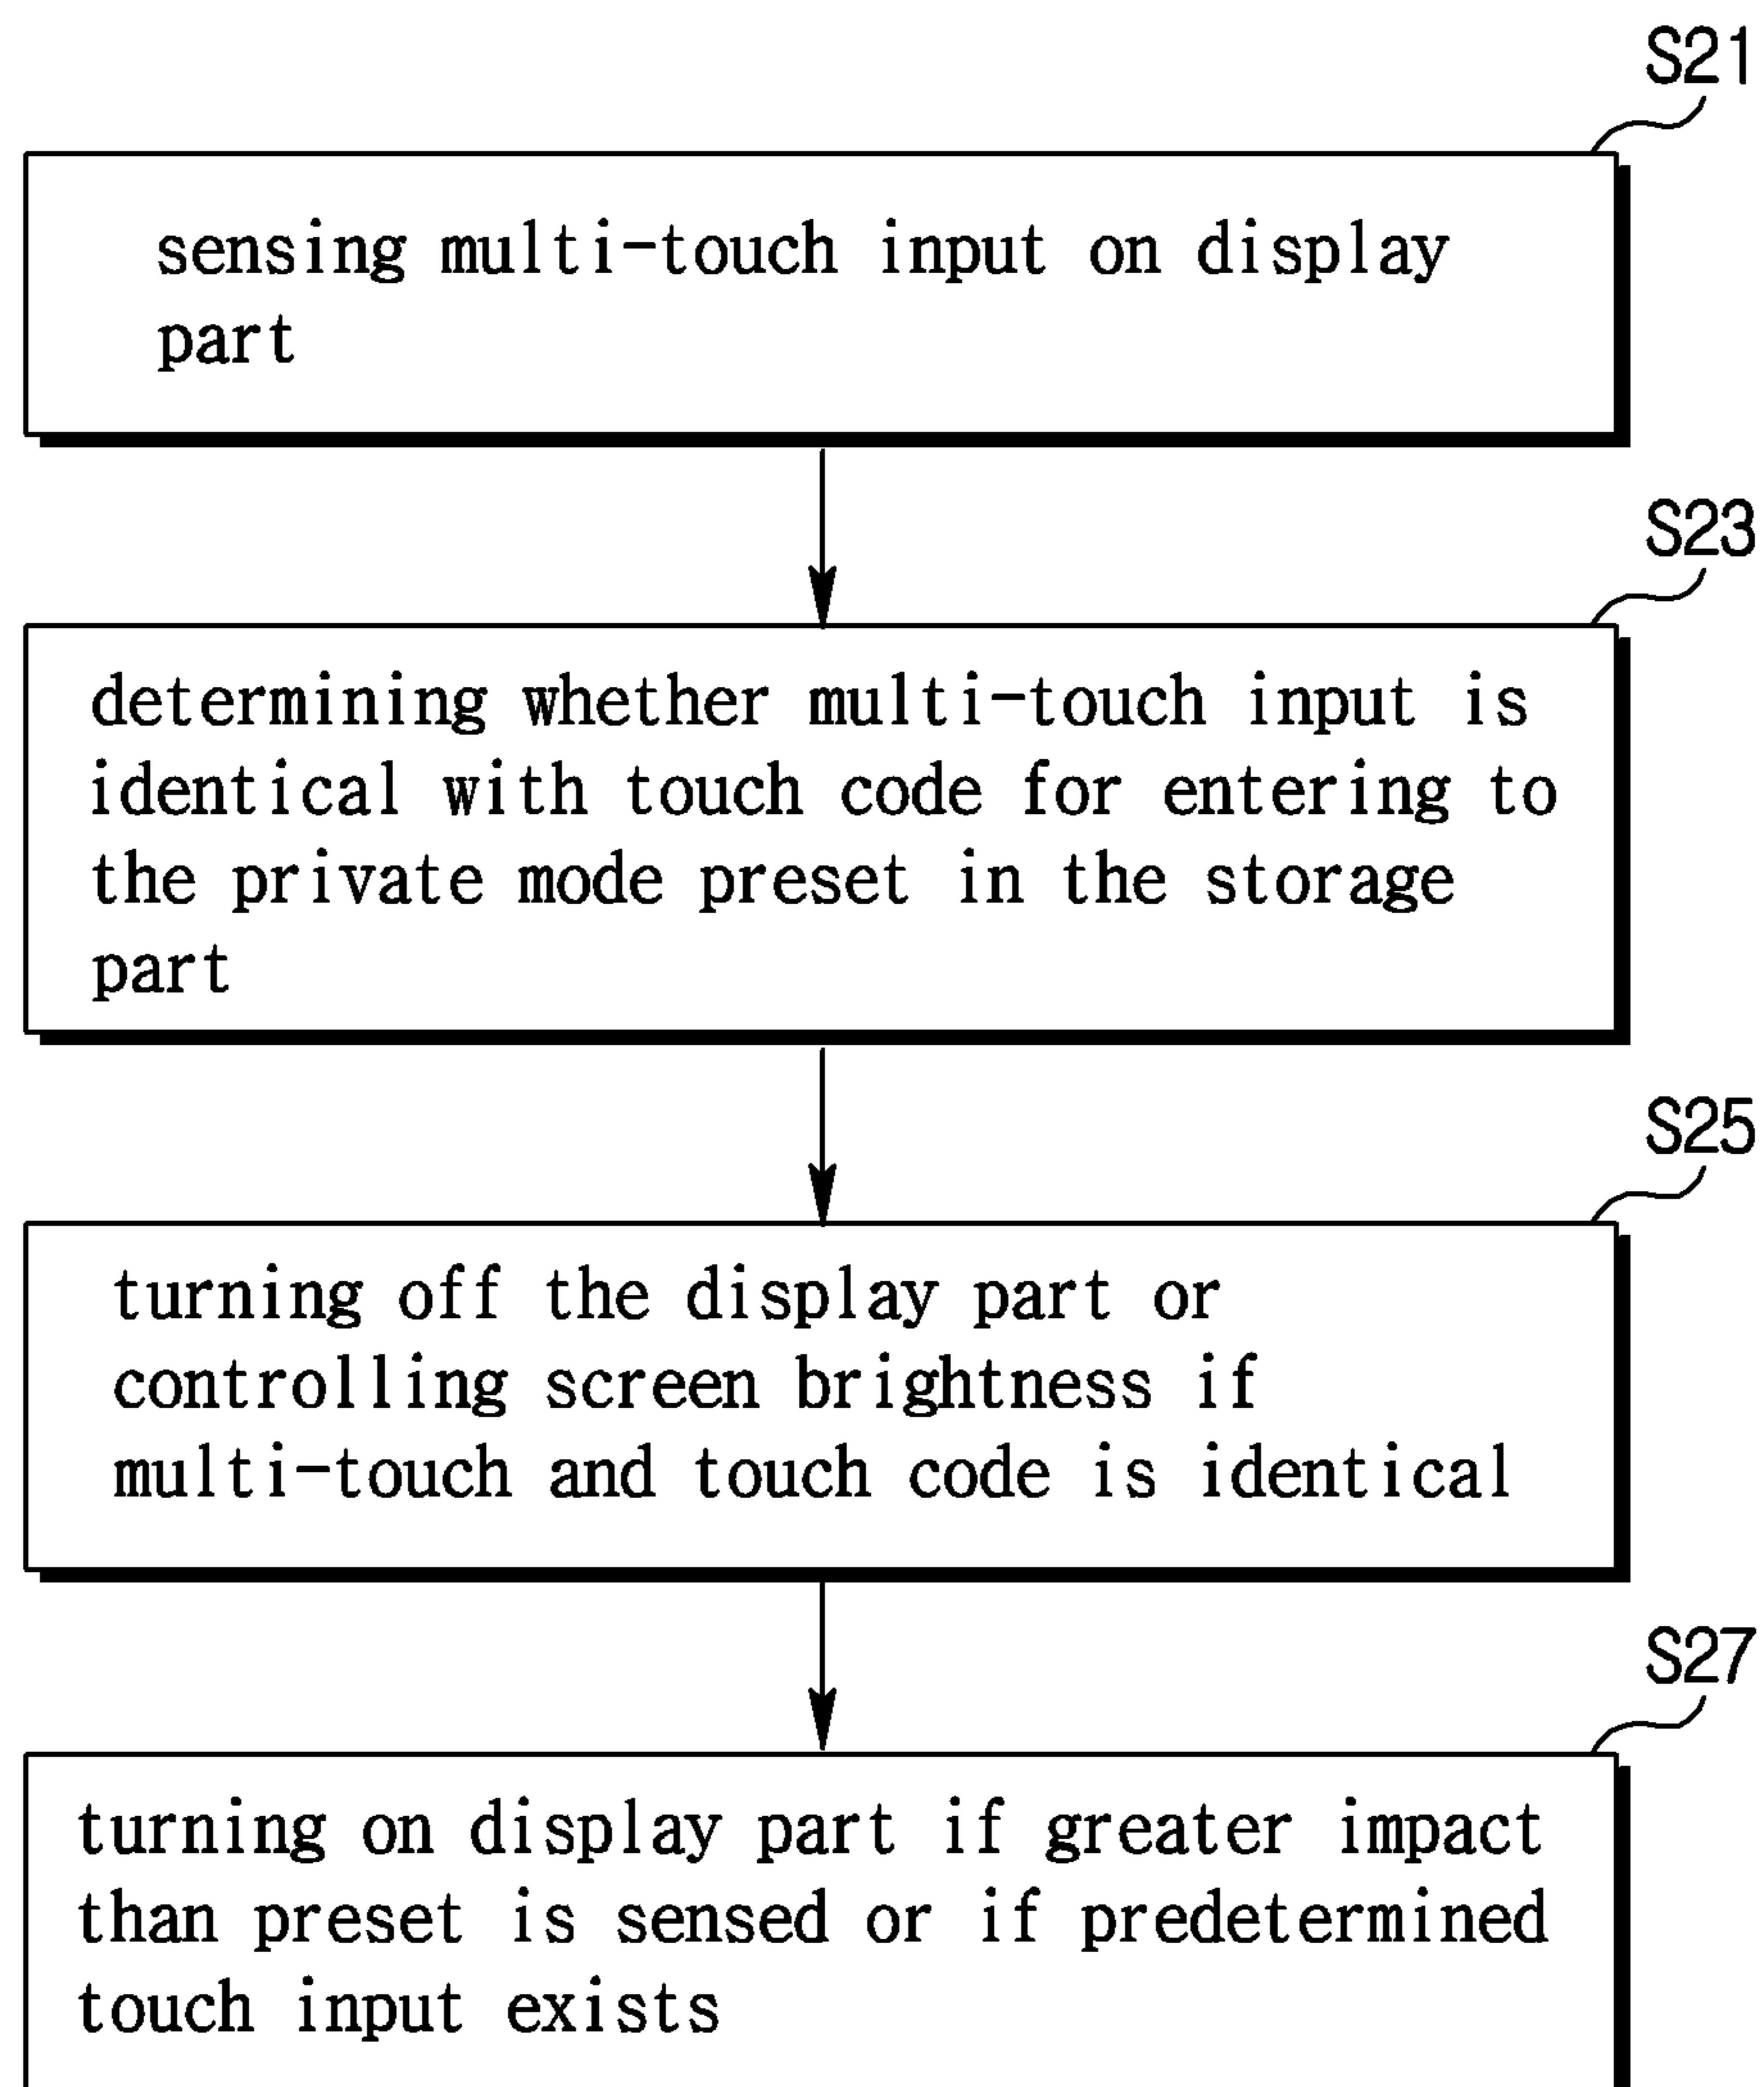 S21
sensing multi-touch input on display
part
S23
determining whether multi-touch input is
identical with touch code for entering to
the private mode preset in the storage
part
S25
turning off the display part or
controlling screen brightness if
multi-touch and touch code is identical
S27
turning on display part if greater impact
than preset is sensed or if predetermined
touch input exists